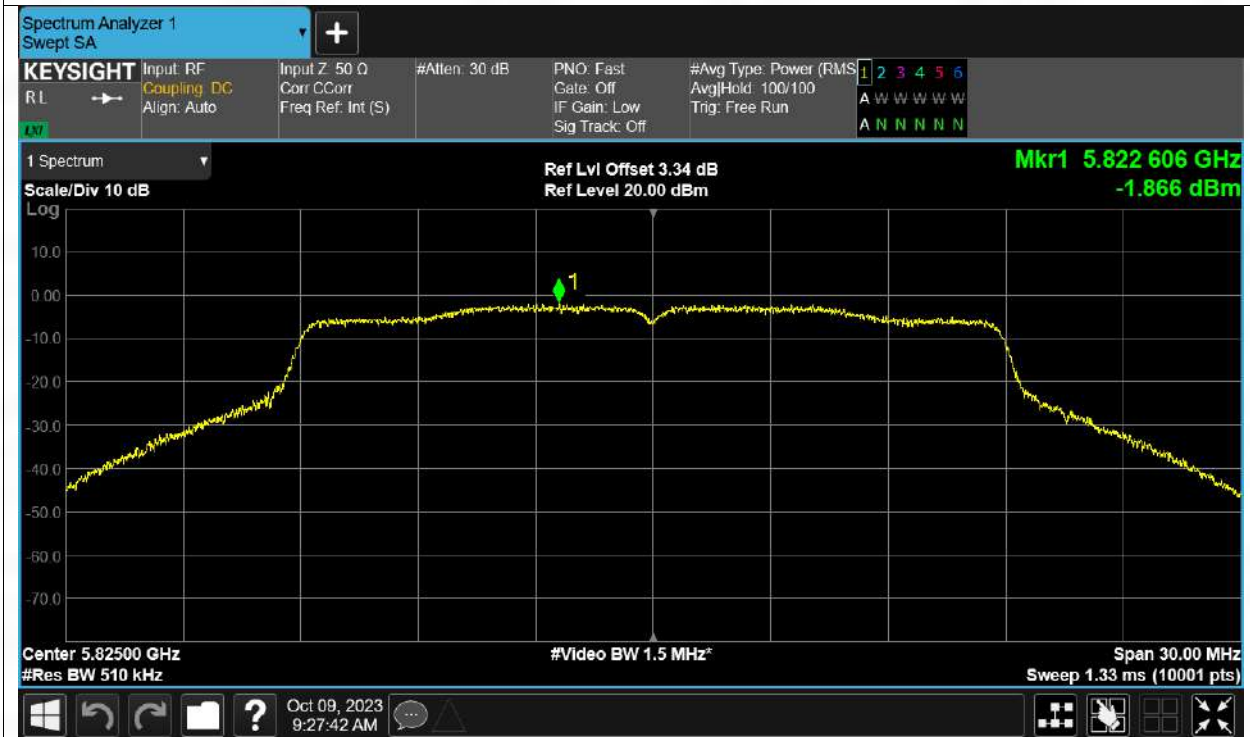 Spectrum Analyzer 1
Swept SA
KEYSIGHT
RL
LXI
Input: RF
Coupling: DC
Align: Auto
Input Z: 50 Ω
Corr CCorr
Freq Ref: Int (S)
#Atten: 30 dB
PNO: Fast
Gate: Off
IF Gain: Low
Sig Track: Off
#Avg Type: Power (RMS
Avg|Hold: 100/100
Trig: Free Run
1 2 3 4 5 6
A W W W W W
A N N N N N
1 Spectrum
Scale/Div 10 dB
Log
Ref Lvl Offset 3.34 dB
Ref Level 20.00 dBm
Mkr1 5.822 606 GHz
-1.866 dBm
10.0
0.00
-10.0
-20.0
-30.0
-40.0
-50.0
-60.0
-70.0
1
Center 5.82500 GHz
#Res BW 510 kHz
#Video BW 1.5 MHz*
Span 30.00 MHz
Sweep 1.33 ms (10001 pts)
?
Oct 09, 2023
9:27:42 AM